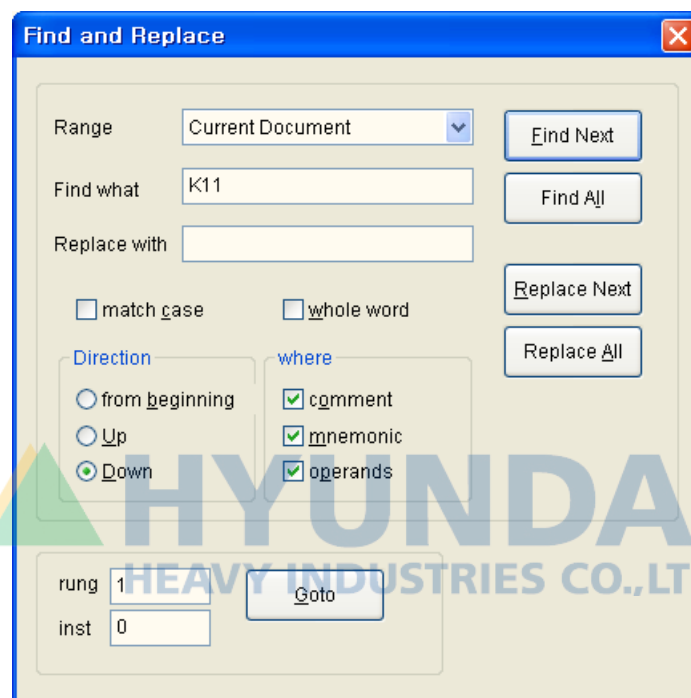 Find and Replace
Range
Current Document
Find Next
Find what
K11
Find All
Replace with
Replace Next
match case
whole word
Replace All
Direction
where
from beginning
comment
Up
mnemonic
Down
operands
HYUNDA
HEAVY INDUSTRIES CO.,LT
rung 1
Goto
inst 0